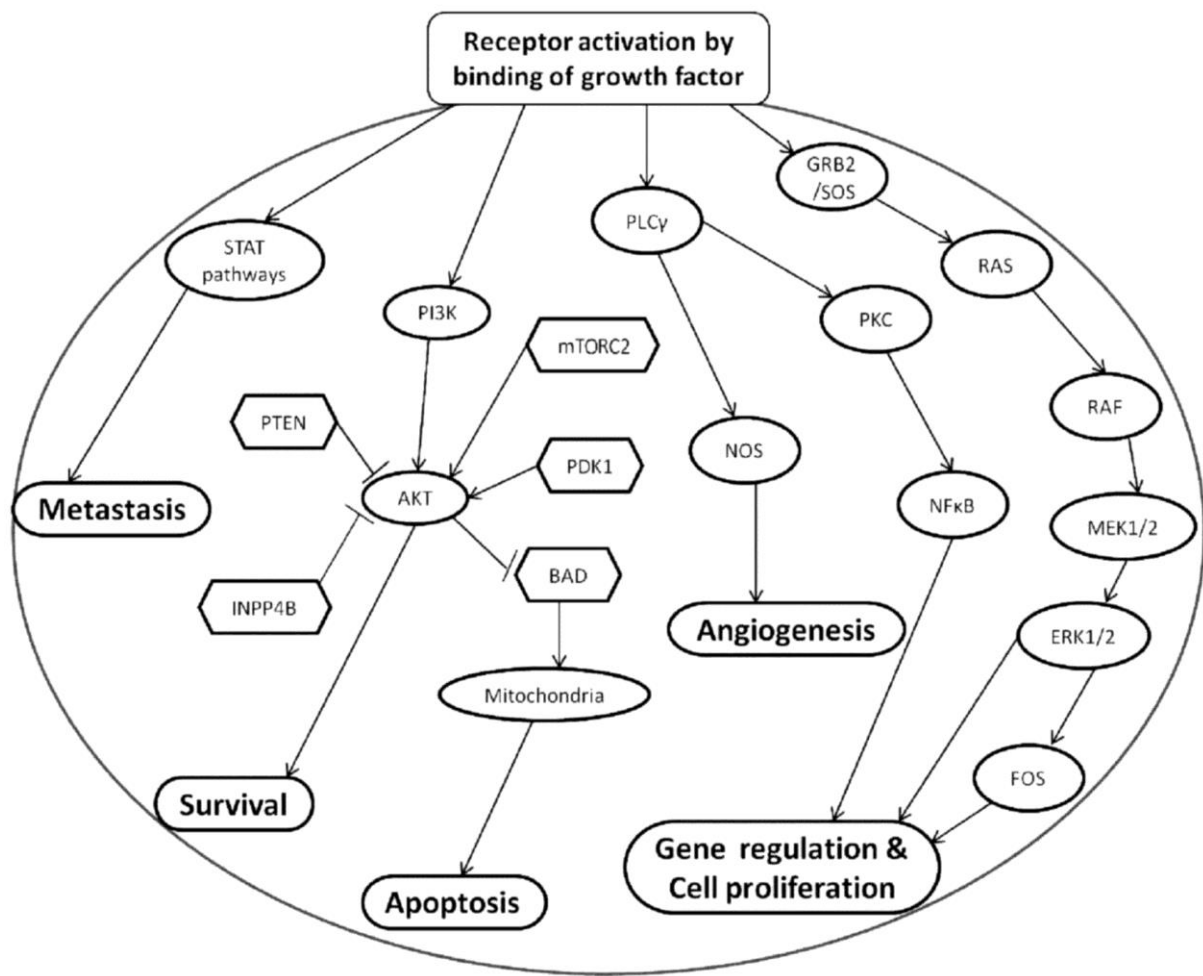 Receptor activation by
binding of growth factor
GRB2
/SOS
STAT
pathways
PLCγ
RAS
PI3K
PKC
mTORC2
RAF
PTEN
NOS
PDK1
AKT
Metastasis
NFκB
MEK1/2
BAD
INPP4B
Angiogenesis
ERK1/2
Mitochondria
FOS
Survival
Gene regulation &
Cell proliferation
Apoptosis